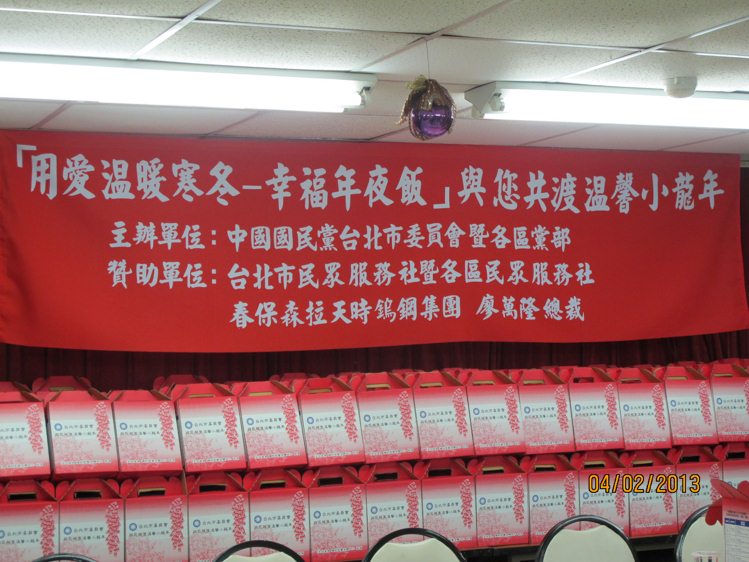 「用愛溫暖寒冬–幸福年夜飯」與您共渡溫馨小龍年
主辦單位：中國國民黨台北市委員會暨各區黨部
贊助單位：台北市民眾服務社暨各區民眾服務社
春保森拉天時鎢鋼集團 廖萬隆總裁
04/02/2013